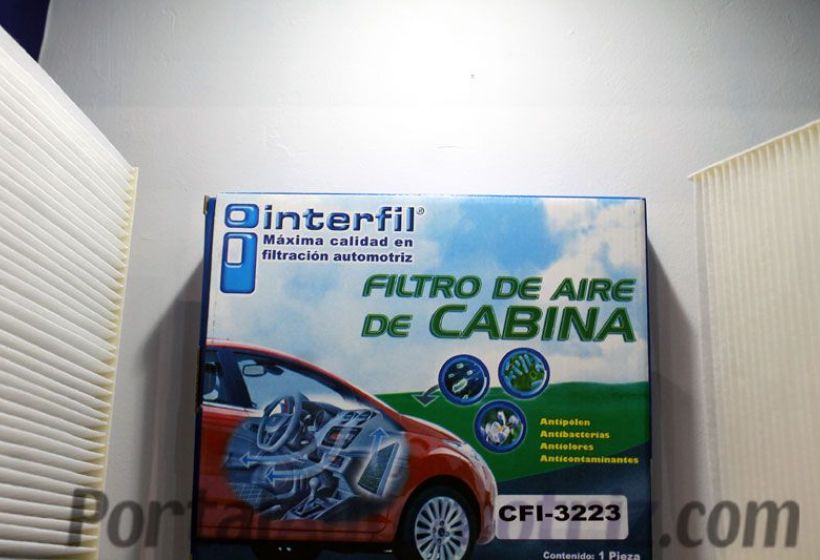 interfil®
Máxima calidad en
filtración automotriz
FILTRO DE AIRE
DE CABINA
Antipolen
Antibacterias
Antiolores
Anticontaminantes
CFI-3223
Contenido: 1 Pieza